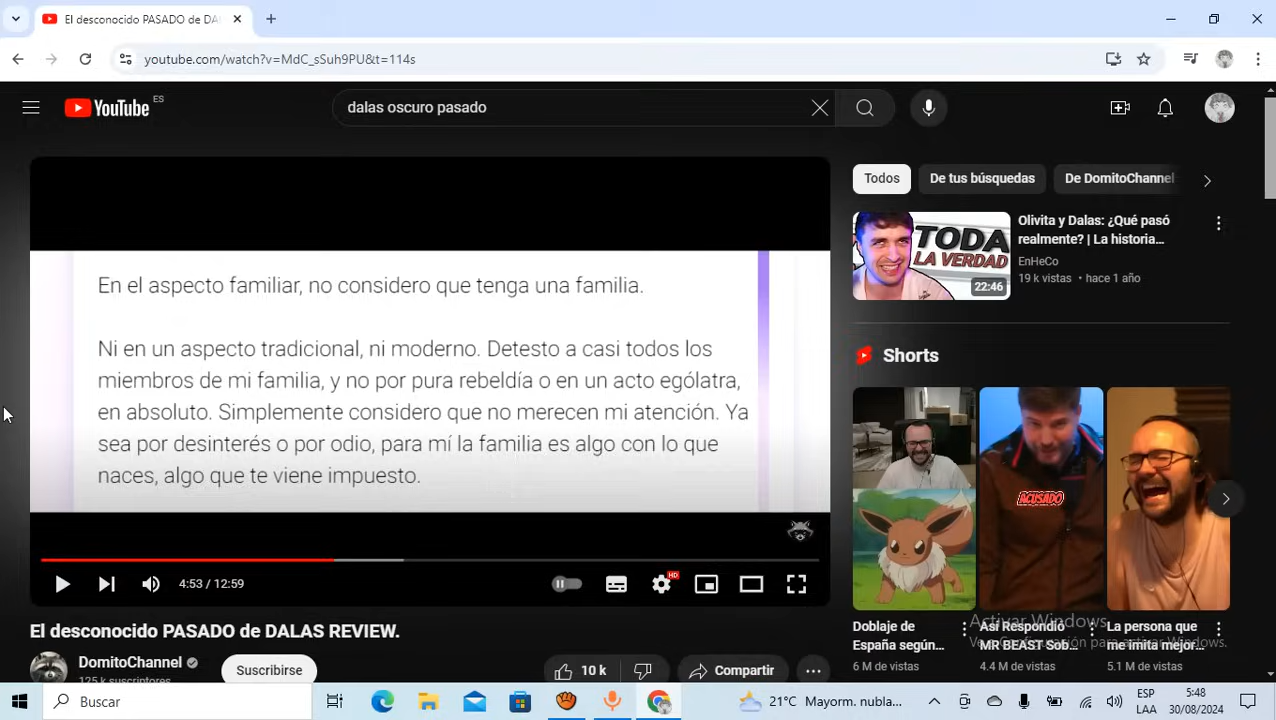 El desconocido PASADO de DA
youtube.com/watch?v=MdC_sSuh9PU&t=114s
YouTube ES
dalas oscuro pasado
En el aspecto familiar, no considero que tenga una familia.
Ni en un aspecto tradicional, ni moderno. Detesto a casi todos los
miembros de mi familia, y no por pura rebeldía o en un acto ególatra,
en absoluto. Simplemente considero que no merecen mi atención. Ya
sea por desinterés o por odio, para mí la familia es algo con lo que
naces, algo que te viene impuesto.
4:53 / 12:59
HD
El desconocido PASADO de DALAS REVIEW.
DomitoChannel
125 k suscriptores
Suscribirse
10 k
Compartir
Todos
De tus búsquedas
De DomitoChannel
TODA
LA VERDAD
22:46
Olivita y Dalas: ¿Qué pasó
realmente? | La historia...
EnHeCo
19 k vistas • hace 1 año
Shorts
ACUSADO
Doblaje de
España según...
6 M de vistas
Así Respondió
MR BEAST Sob...
4.4 M de vistas
La persona que
me imita mejor...
5.1 M de vistas
Activar Windows
Ve a Configuración para activar Windows.
Buscar
21°C Mayorm. nubla...
ESP
LAA
5:48
30/08/2024